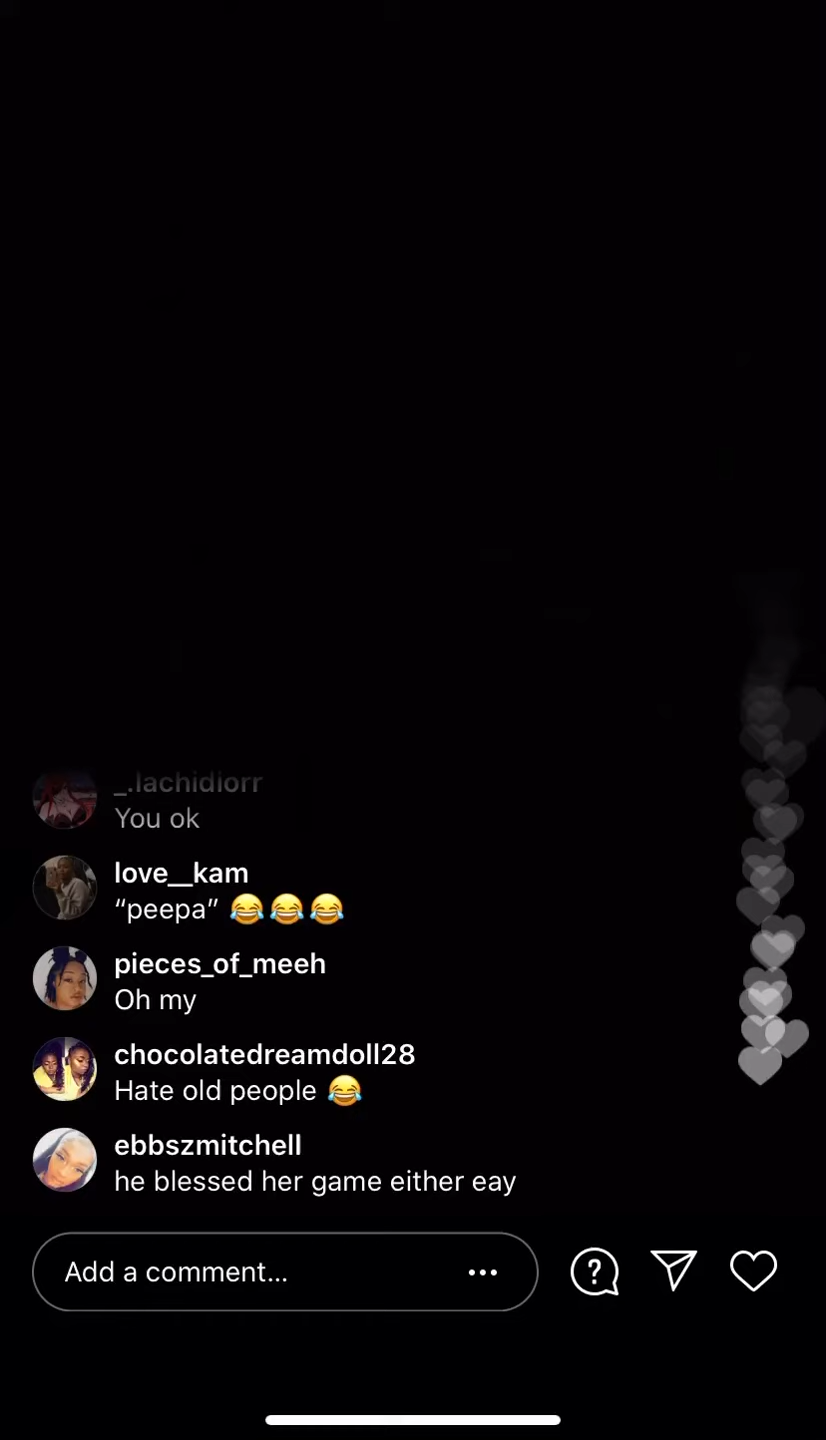 _.lachidiorr
You ok
love__kam
“peepa” 😂😂😂
pieces_of_meeh
Oh my
chocolatedreamdoll28
Hate old people 😂
ebbszmitchell
he blessed her game either eay
Add a comment...